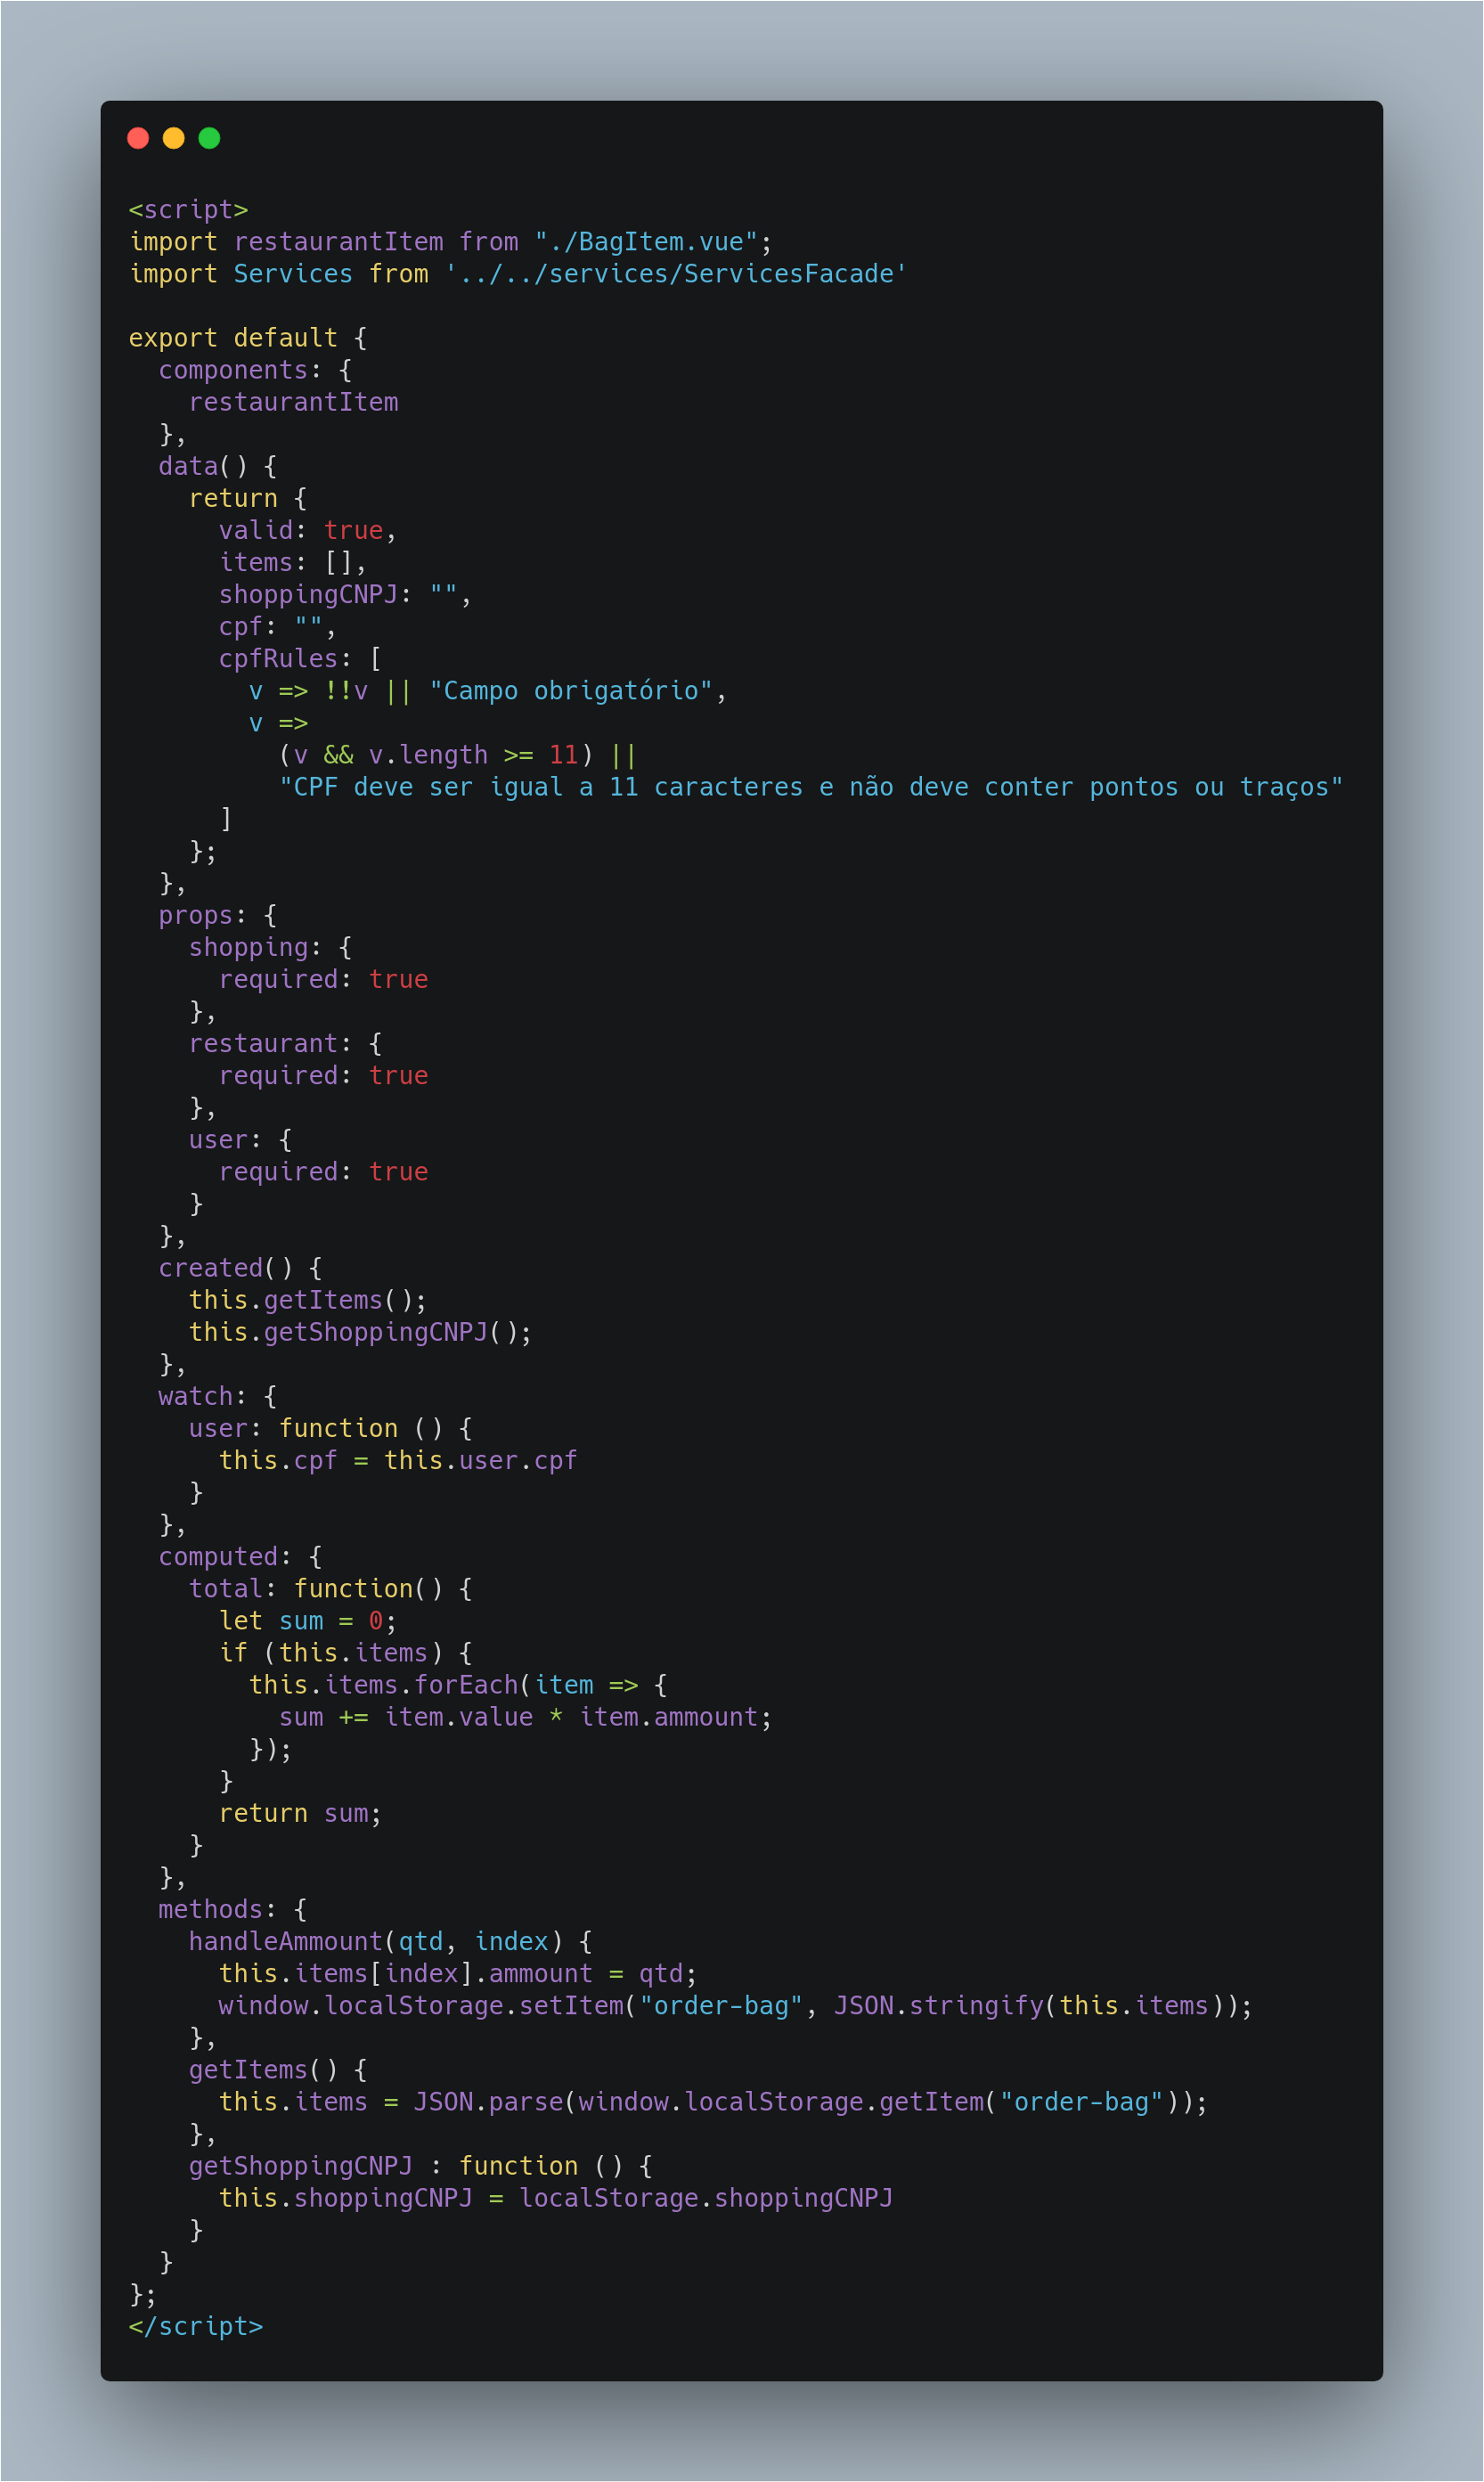 <script>
import restaurantItem from "./BagItem.vue";
import Services from '../../services/ServicesFacade'

export default {
  components: {
    restaurantItem
  },
  data() {
    return {
      valid: true,
      items: [],
      shoppingCNPJ: "",
      cpf: "",
      cpfRules: [
        v => !!v || "Campo obrigatório",
        v =>
          (v && v.length >= 11) ||
          "CPF deve ser igual a 11 caracteres e não deve conter pontos ou traços"
      ]
    };
  },
  props: {
    shopping: {
      required: true
    },
    restaurant: {
      required: true
    },
    user: {
      required: true
    }
  },
  created() {
    this.getItems();
    this.getShoppingCNPJ();
  },
  watch: {
    user: function () {
      this.cpf = this.user.cpf
    }
  },
  computed: {
    total: function() {
      let sum = 0;
      if (this.items) {
        this.items.forEach(item => {
          sum += item.value * item.ammount;
        });
      }
      return sum;
    }
  },
  methods: {
    handleAmmount(qtd, index) {
      this.items[index].ammount = qtd;
      window.localStorage.setItem("order-bag", JSON.stringify(this.items));
    },
    getItems() {
      this.items = JSON.parse(window.localStorage.getItem("order-bag"));
    },
    getShoppingCNPJ : function () {
      this.shoppingCNPJ = localStorage.shoppingCNPJ
    }
  }
};
</script>